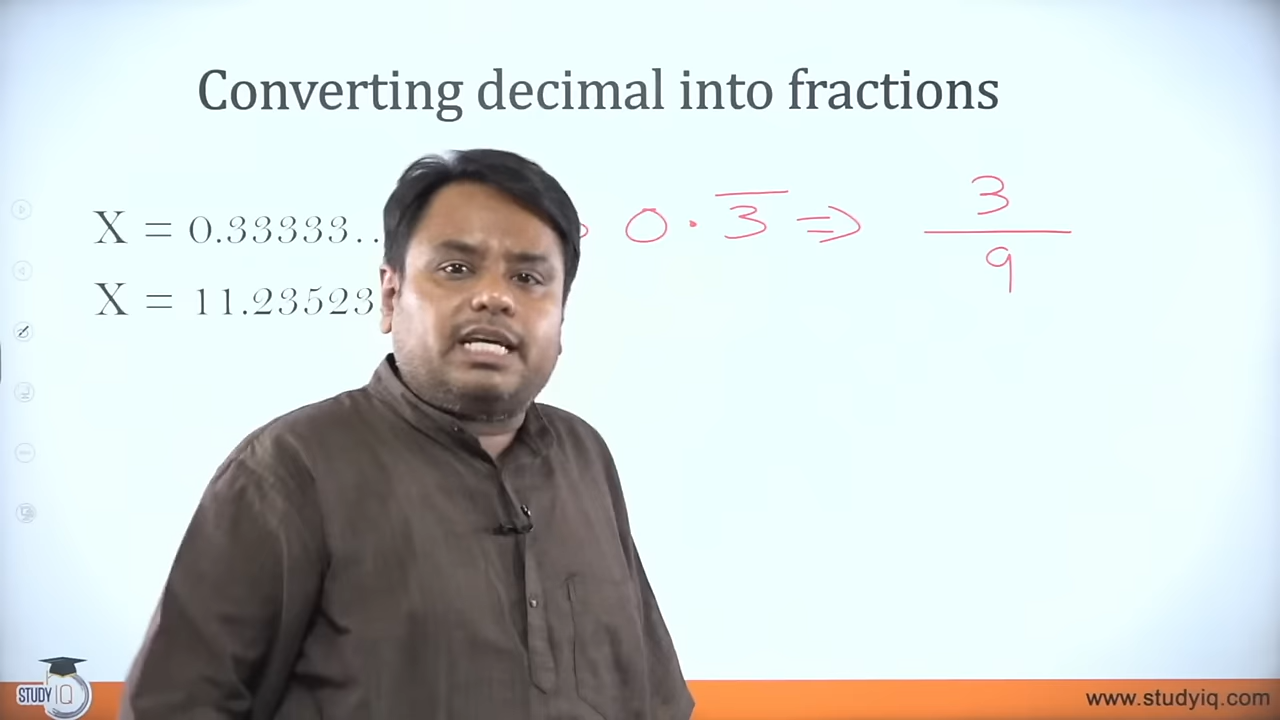 Converting decimal into fractions
X = 0.33333..
0.3̅ ⇒ 3/9
X = 11.23523
STUDY IQ
www.studyiq.com